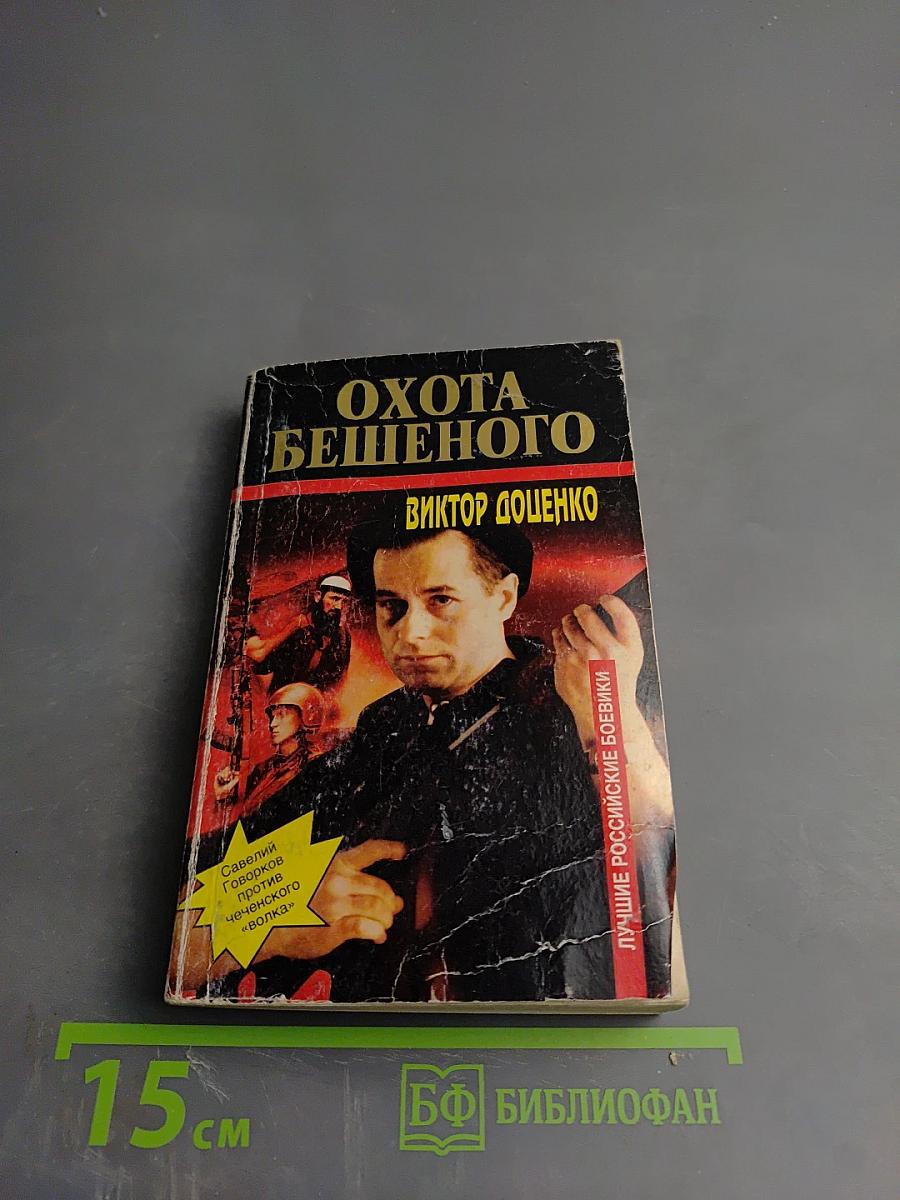 ОХОТА
БЕШЕНОГО
ВИКТОР ДОЦЕНКО
ЛУЧШИЕ РОССИЙСКИЕ БОЕВИКИ
Савелий
Говорков
против
чеченского
«волка»
15 см
БФ БИБЛИОФАН